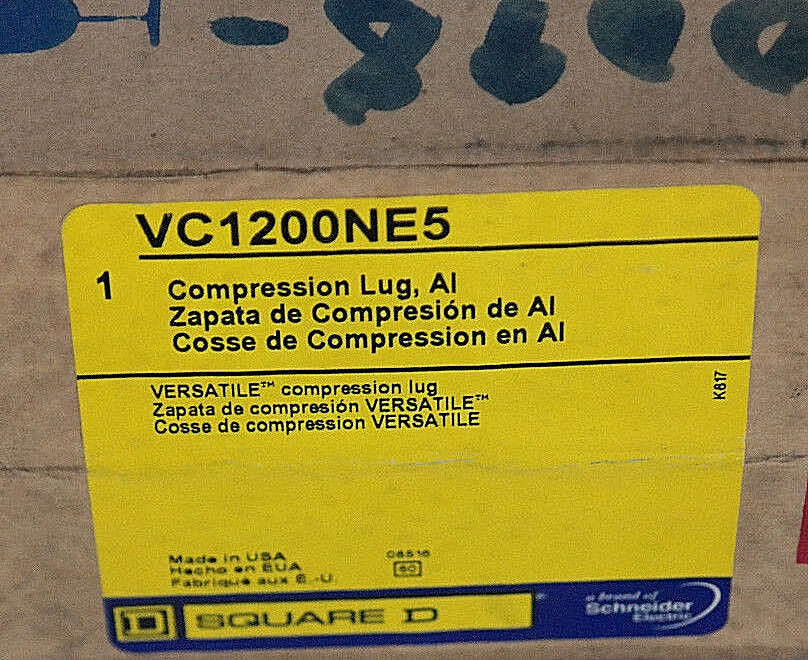 VC1200NE5
1 Compression Lug, Al
Zapata de Compresión de Al
Cosse de Compression en Al
VERSATILE™ compression lug
Zapata de compresión VERSATILE™
Cosse de compression VERSATILE
K817
Made in USA
Hecho en EUA
Fabriqué aux É.-U.
08516
60
SQUARE D
a brand of
Schneider
Electric